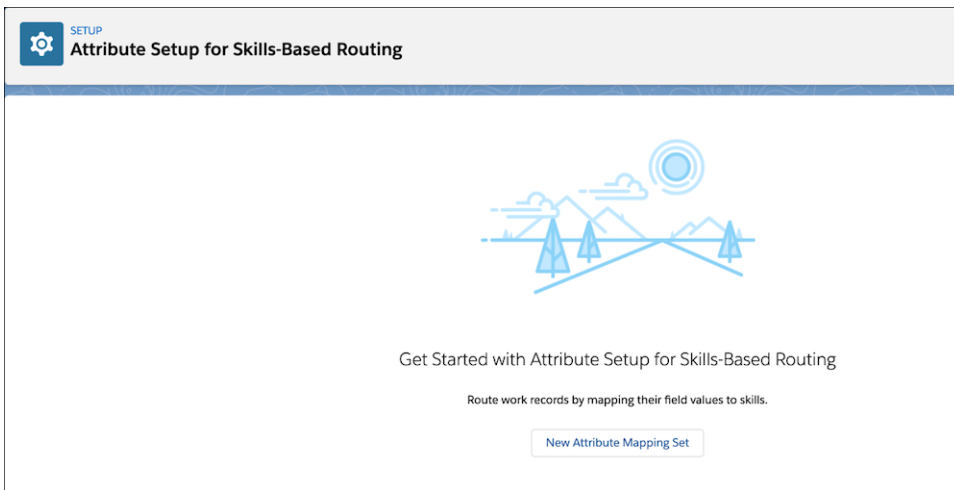 SETUP
Attribute Setup for Skills-Based Routing
Get Started with Attribute Setup for Skills-Based Routing
Route work records by mapping their field values to skills.
New Attribute Mapping Set